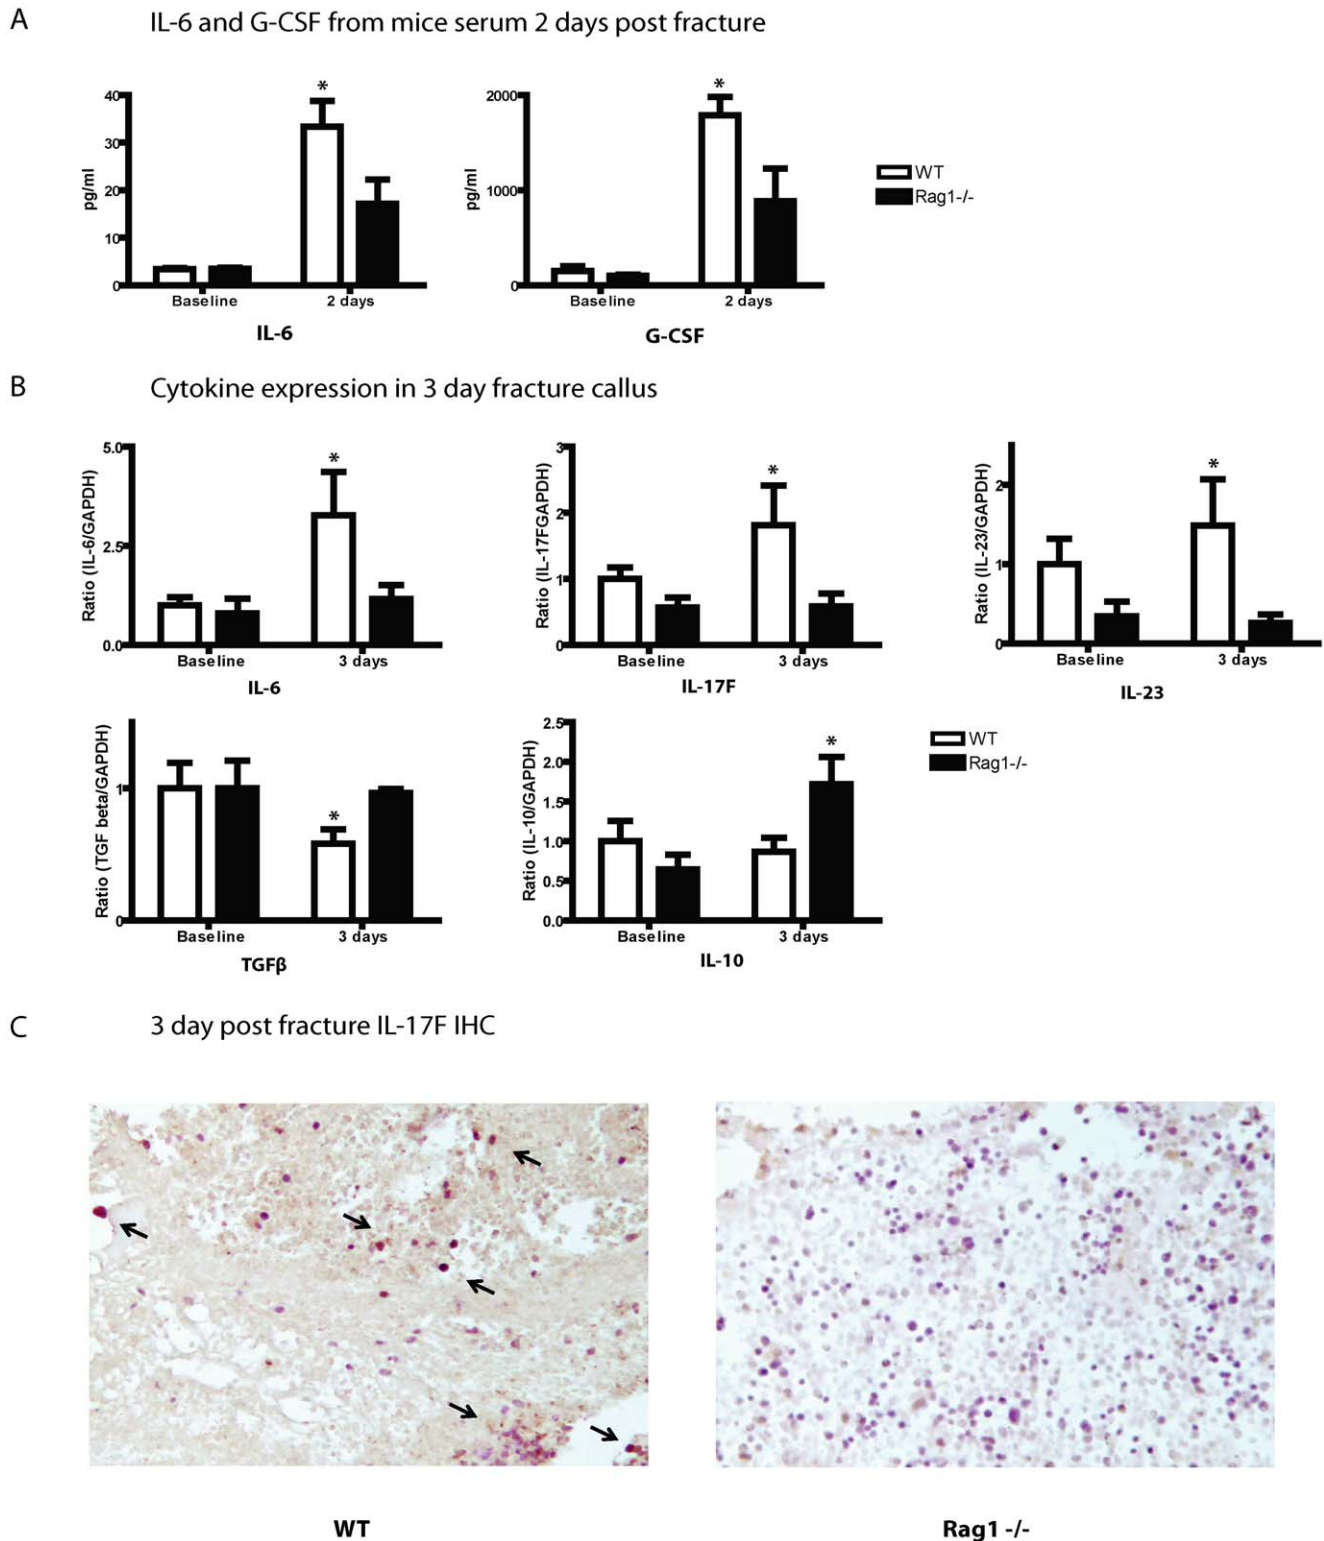 A
IL-6 and G-CSF from mice serum 2 days post fracture
pg/ml
40
30
20
10
0
*
Baseline
2 days
IL-6
pg/ml
2000
1000
0
*
Baseline
2 days
G-CSF
WT
Rag1-/-
B
Cytokine expression in 3 day fracture callus
Ratio (IL-6/GAPDH)
5.0
2.5
0.0
*
Baseline
3 days
IL-6
Ratio (IL-17FGAPDH)
3
2
1
0
*
Baseline
3 days
IL-17F
Ratio (IL-23/GAPDH)
2
1
0
*
Baseline
3 days
IL-23
Ratio (TGF beta/GAPDH)
1
0
*
Baseline
3 days
TGFβ
Ratio (IL-10/GAPDH)
2.5
2.0
1.5
1.0
0.5
0.0
*
Baseline
3 days
IL-10
WT
Rag1-/-
C
3 day post fracture IL-17F IHC
WT
Rag1 -/-